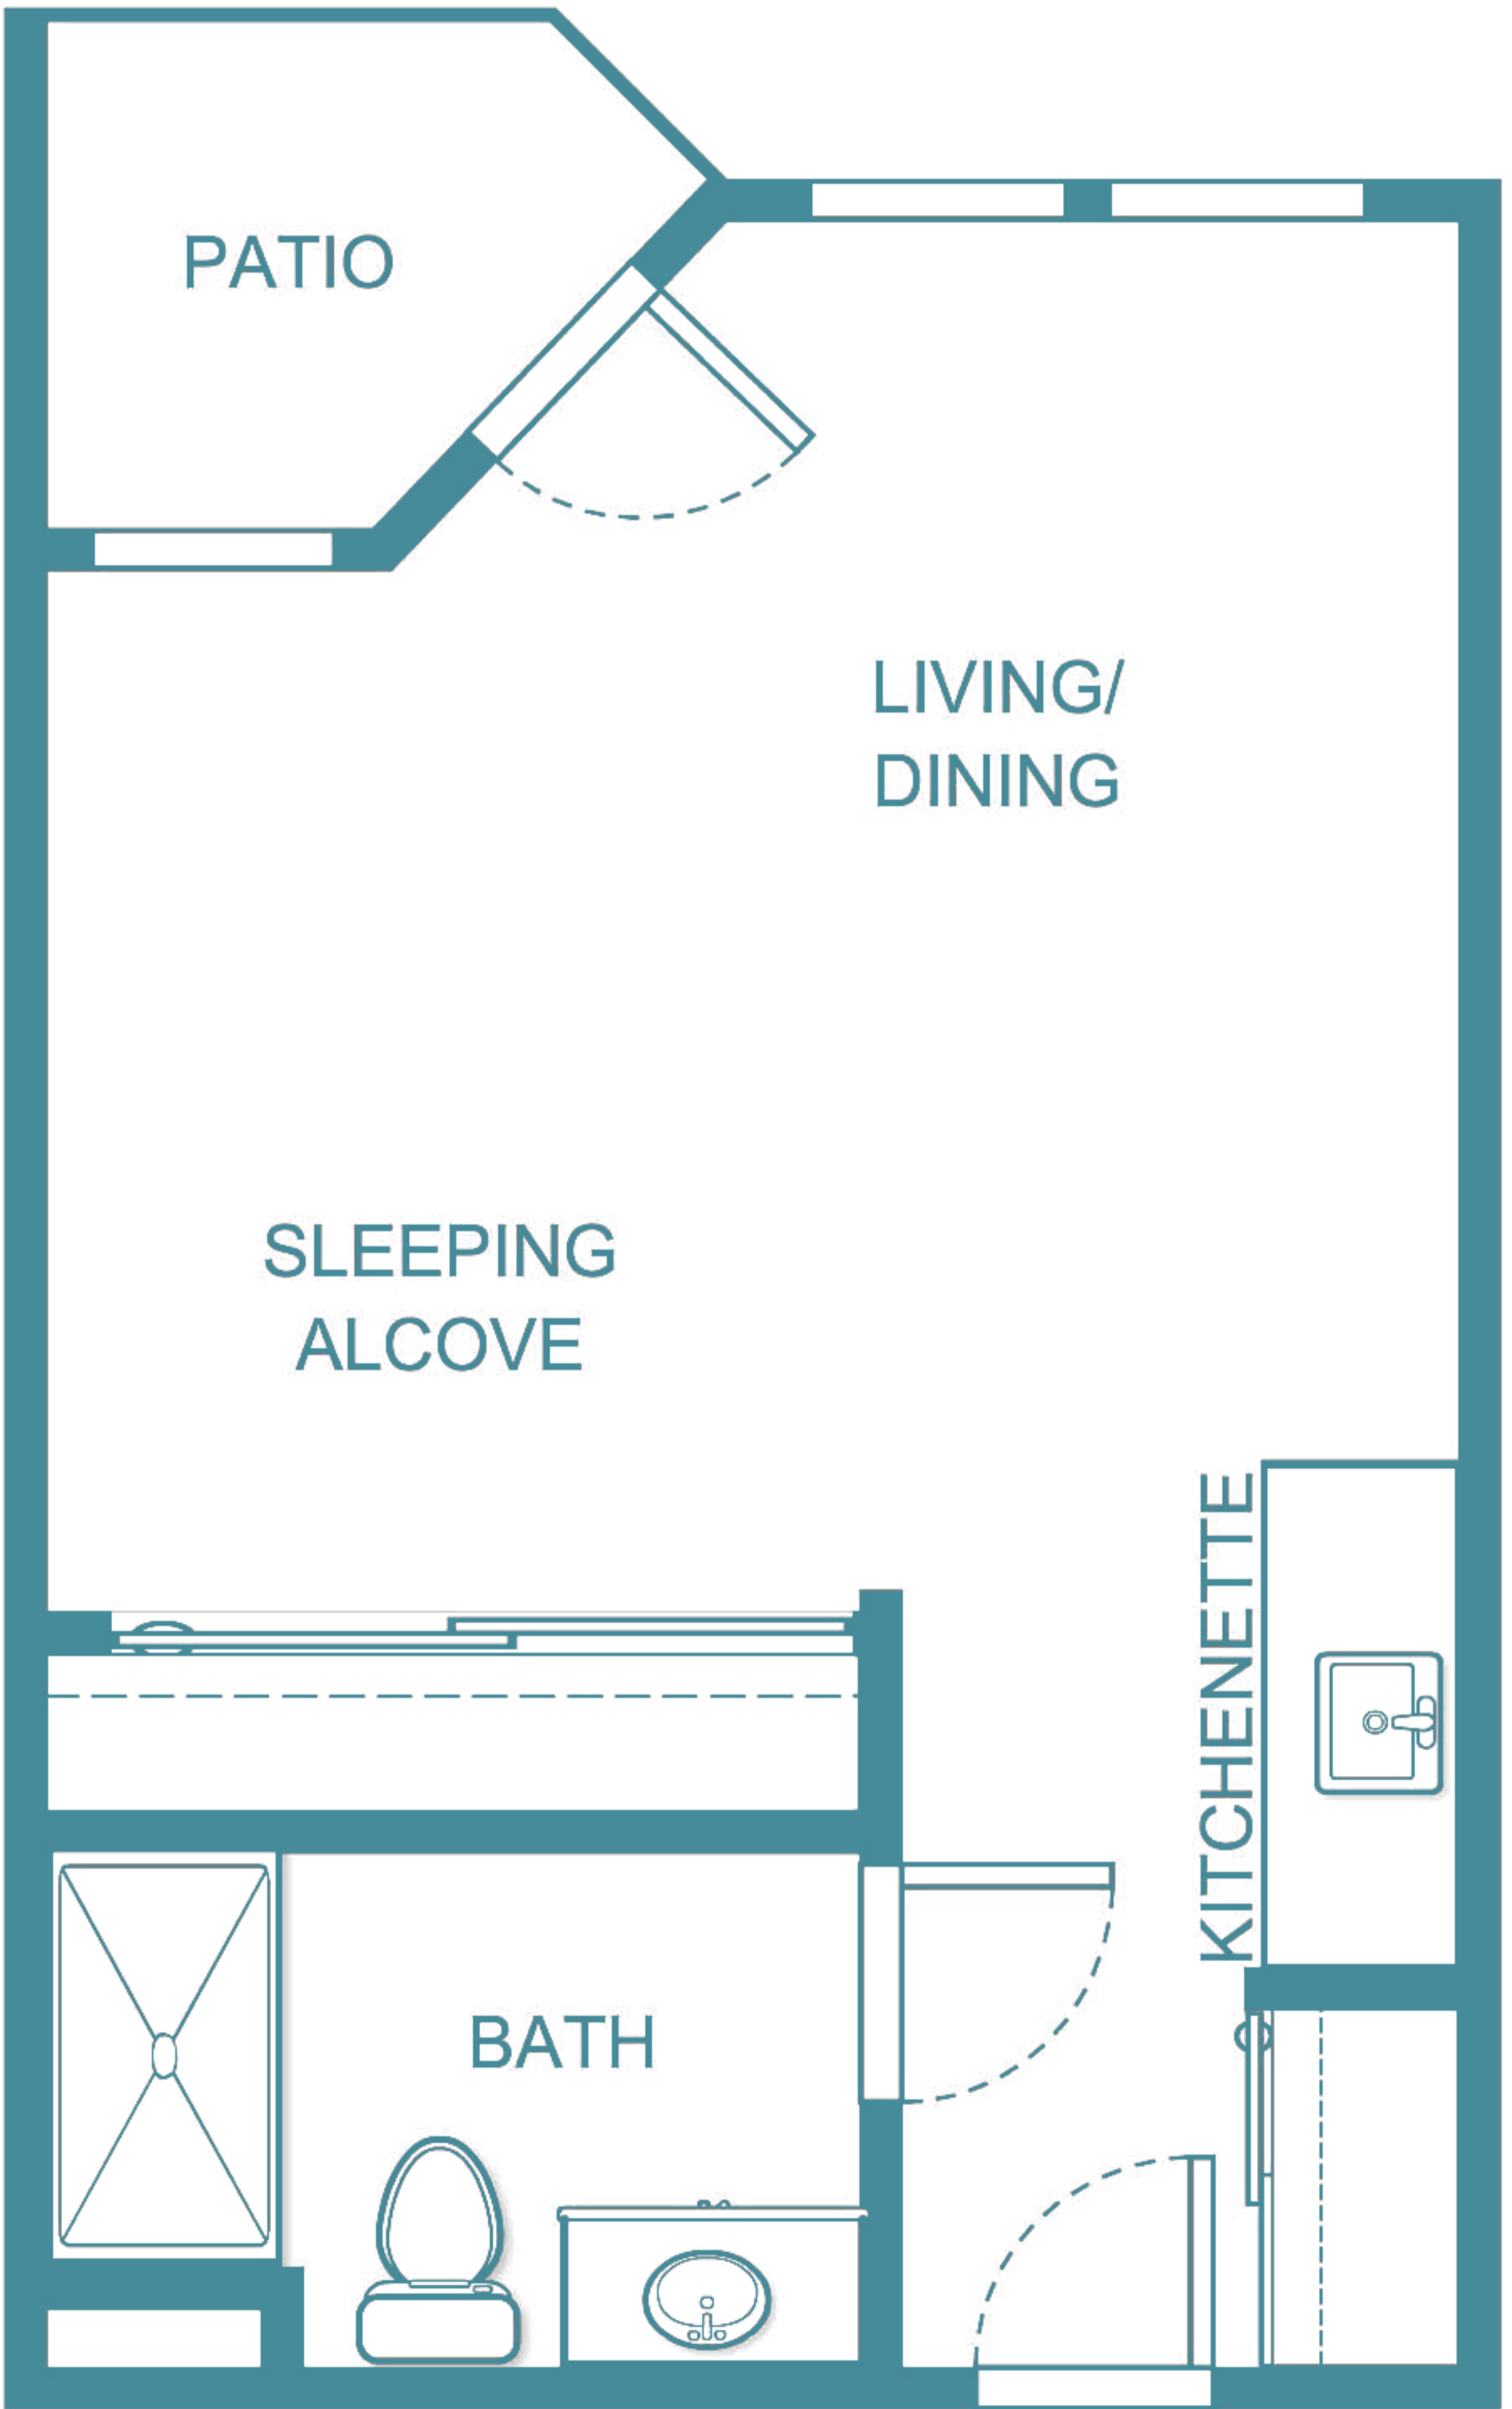 PATIO
LIVING/
DINING
SLEEPING
ALCOVE
KITCHENETTE
BATH